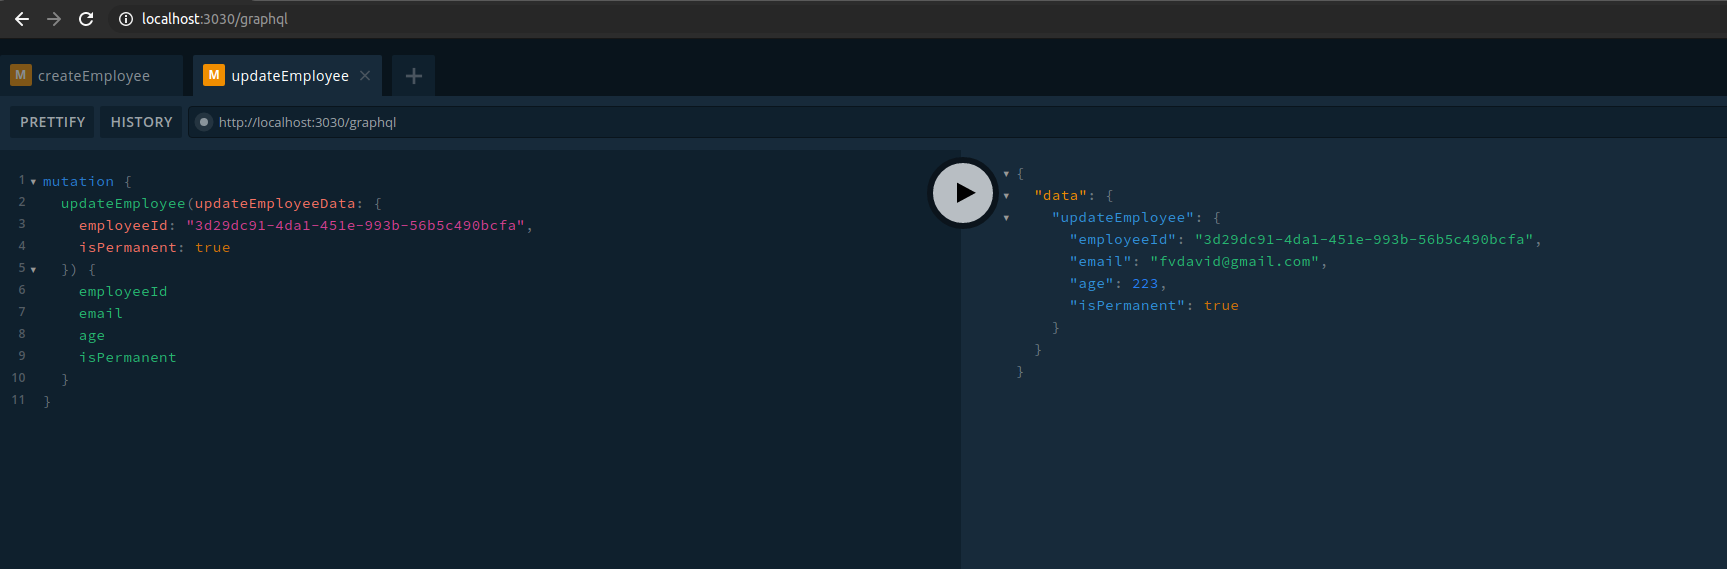 localhost:3030/graphql
M createEmployee
M updateEmployee × +
PRETTIFY HISTORY http://localhost:3030/graphql
1 mutation {
2 updateEmployee(updateEmployeeData: {
3 employeeId: "3d29dc91-4da1-451e-993b-56b5c490bcfa",
4 isPermanent: true
5 }) {
6 employeeId
7 email
8 age
9 isPermanent
10 }
11 }
{
"data": {
"updateEmployee": {
"employeeId": "3d29dc91-4da1-451e-993b-56b5c490bcfa",
"email": "fvdavid@gmail.com",
"age": 223,
"isPermanent": true
}
}
}